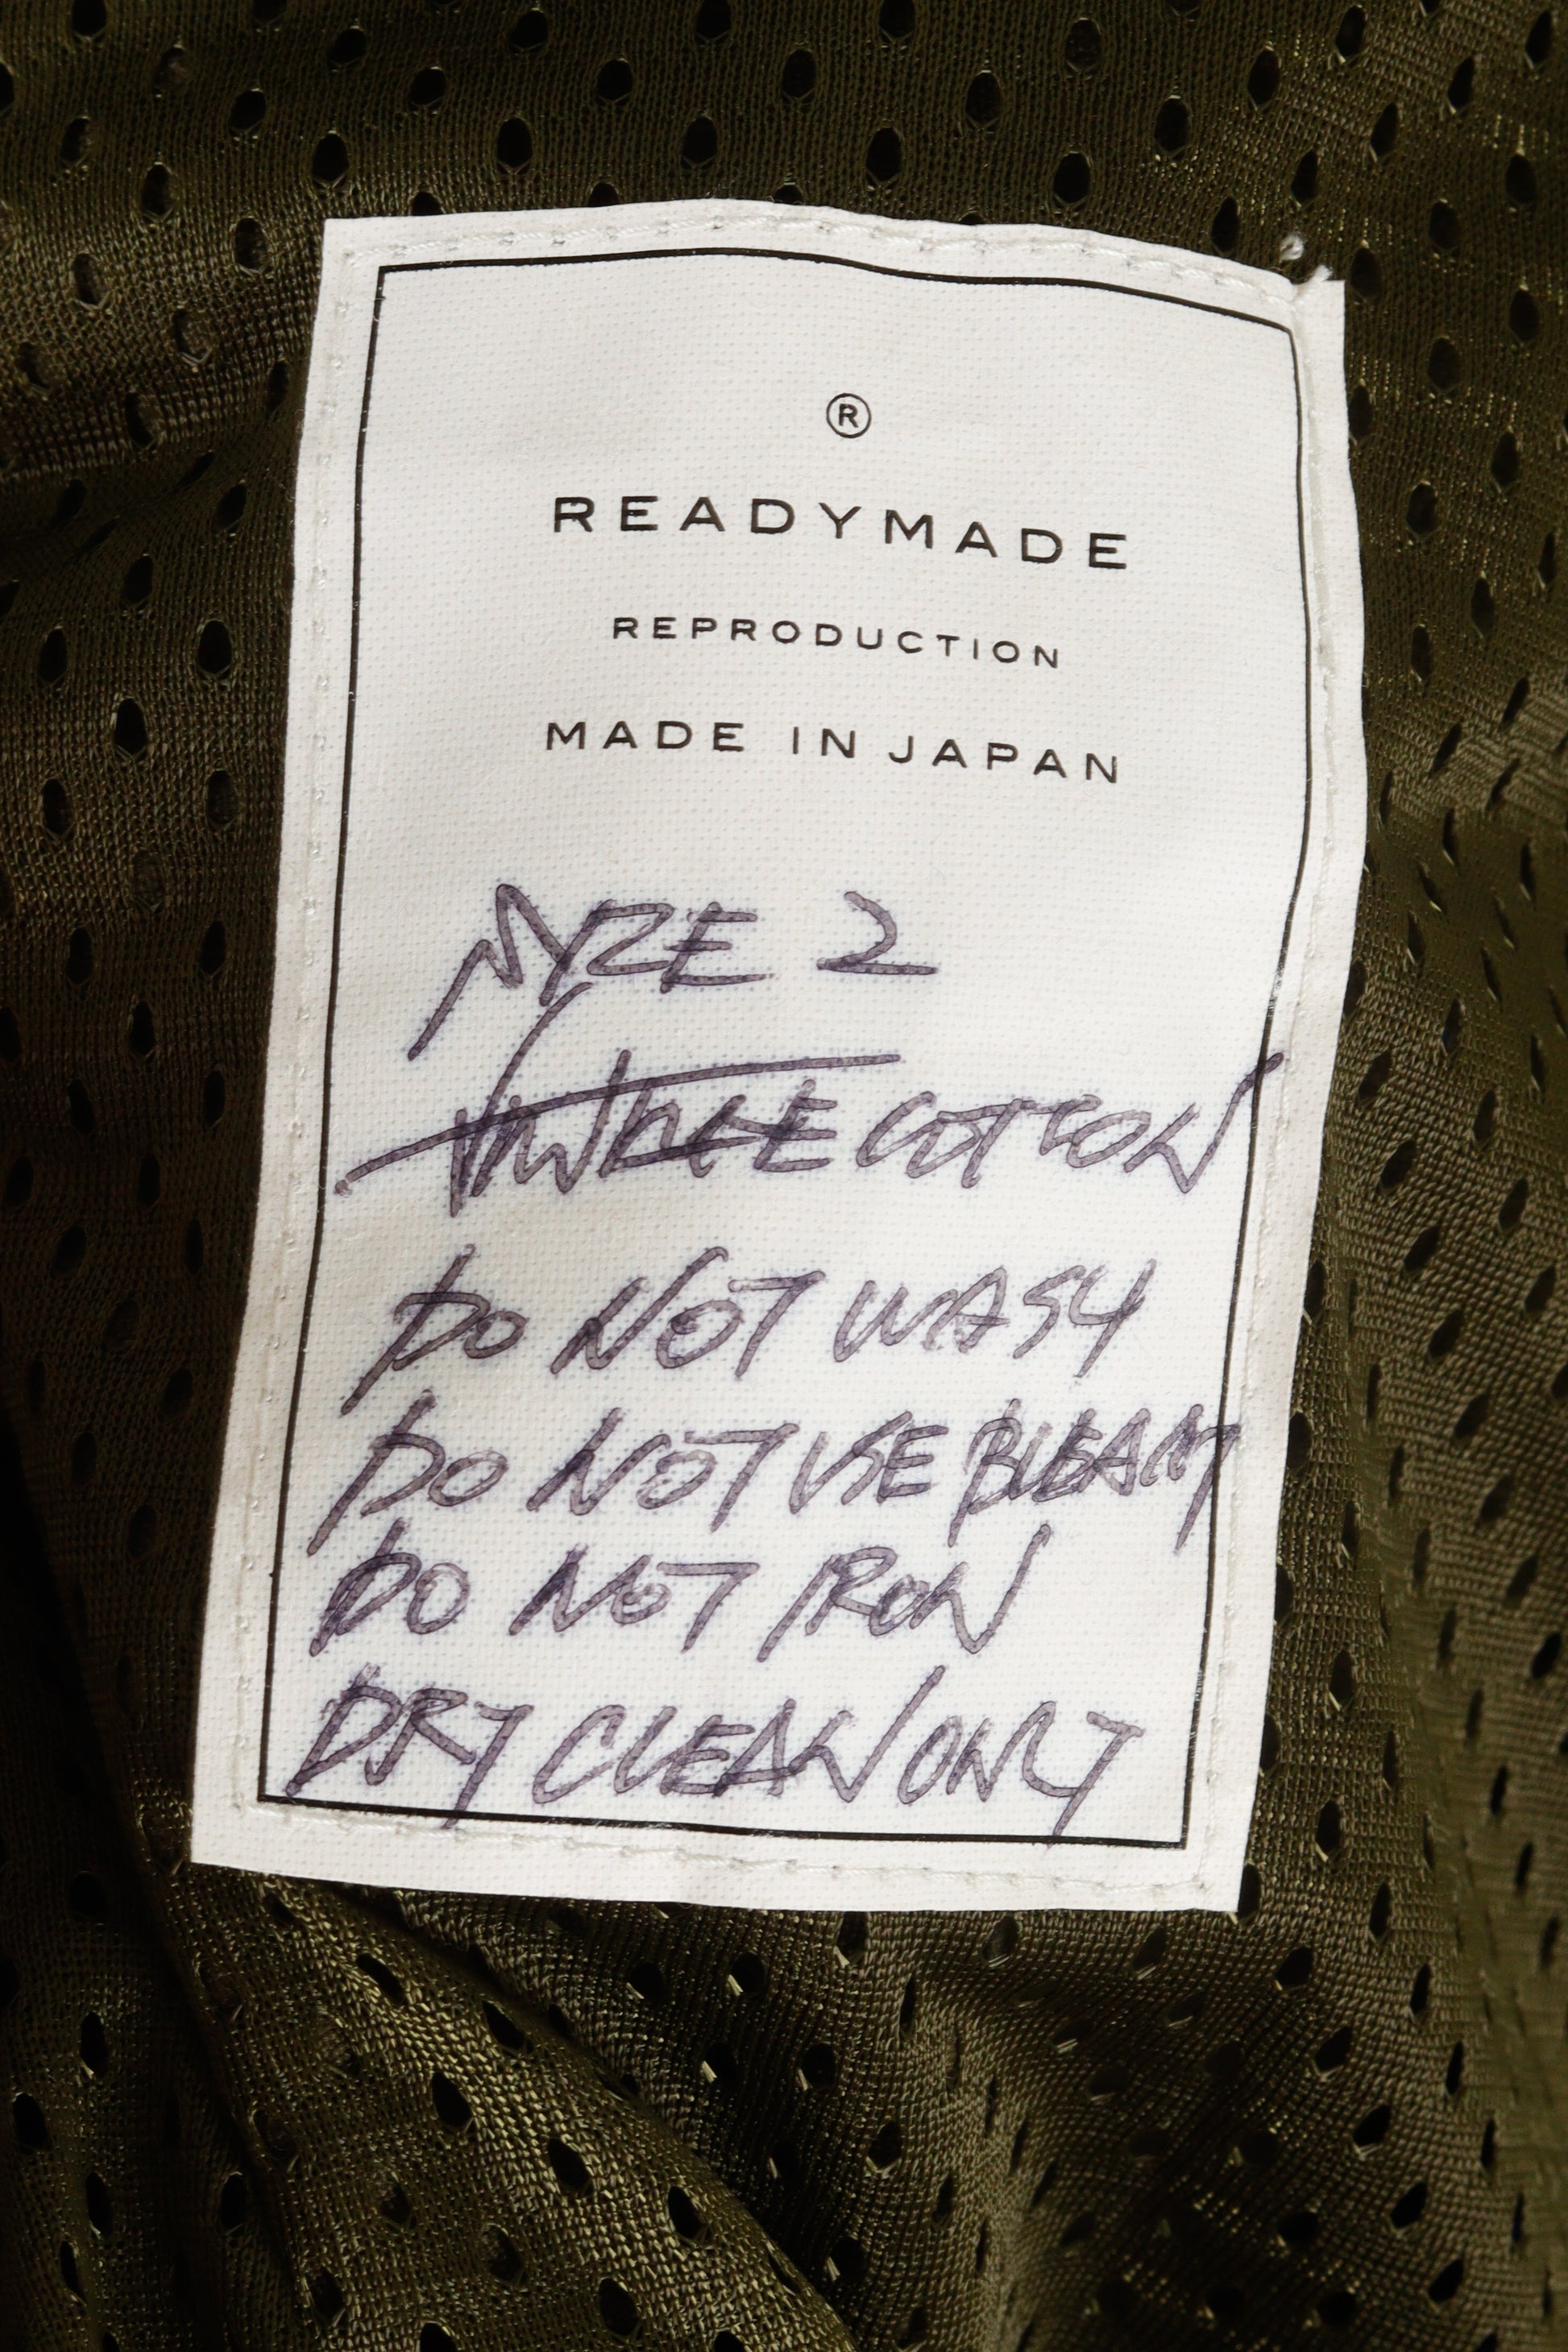 ®
READYMADE
REPRODUCTION
MADE IN JAPAN
SIZE 2
VINTAGE COTTON
DO NOT WASH
DO NOT USE BLEACH
DO NOT IRON
DRY CLEAN ONLY